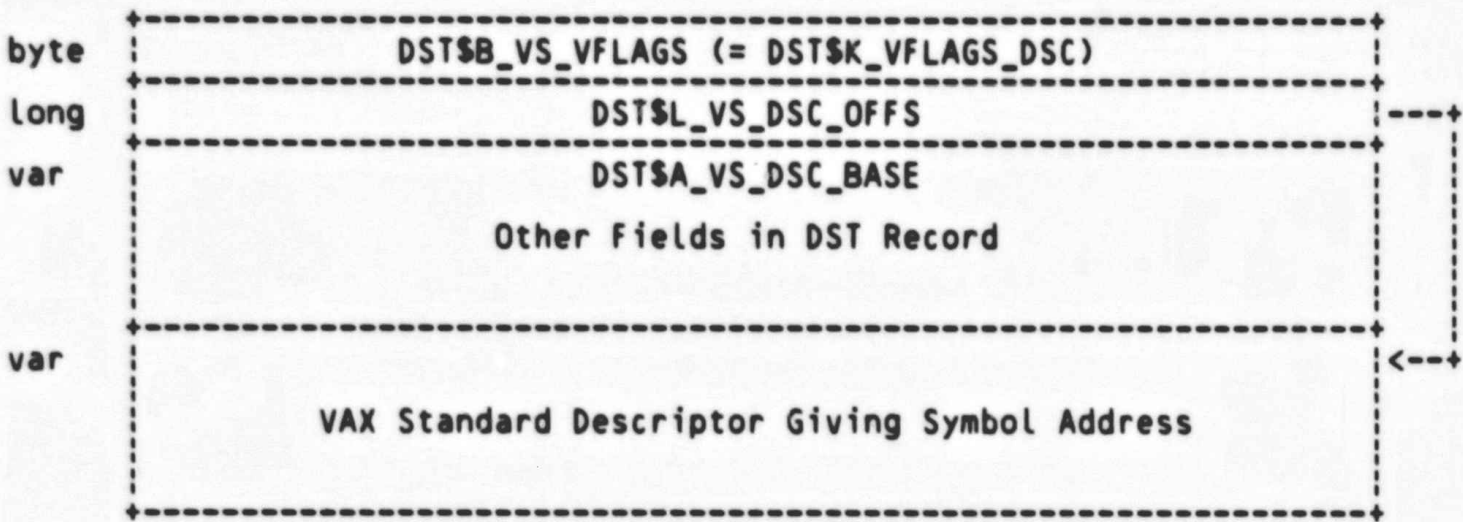 byte DST$B_VS_VFLAGS (= DST$K_VFLAGS_DSC)
long DST$L_VS_DSC_OFFS
var DST$A_VS_DSC_BASE
Other Fields in DST Record
var
VAX Standard Descriptor Giving Symbol Address